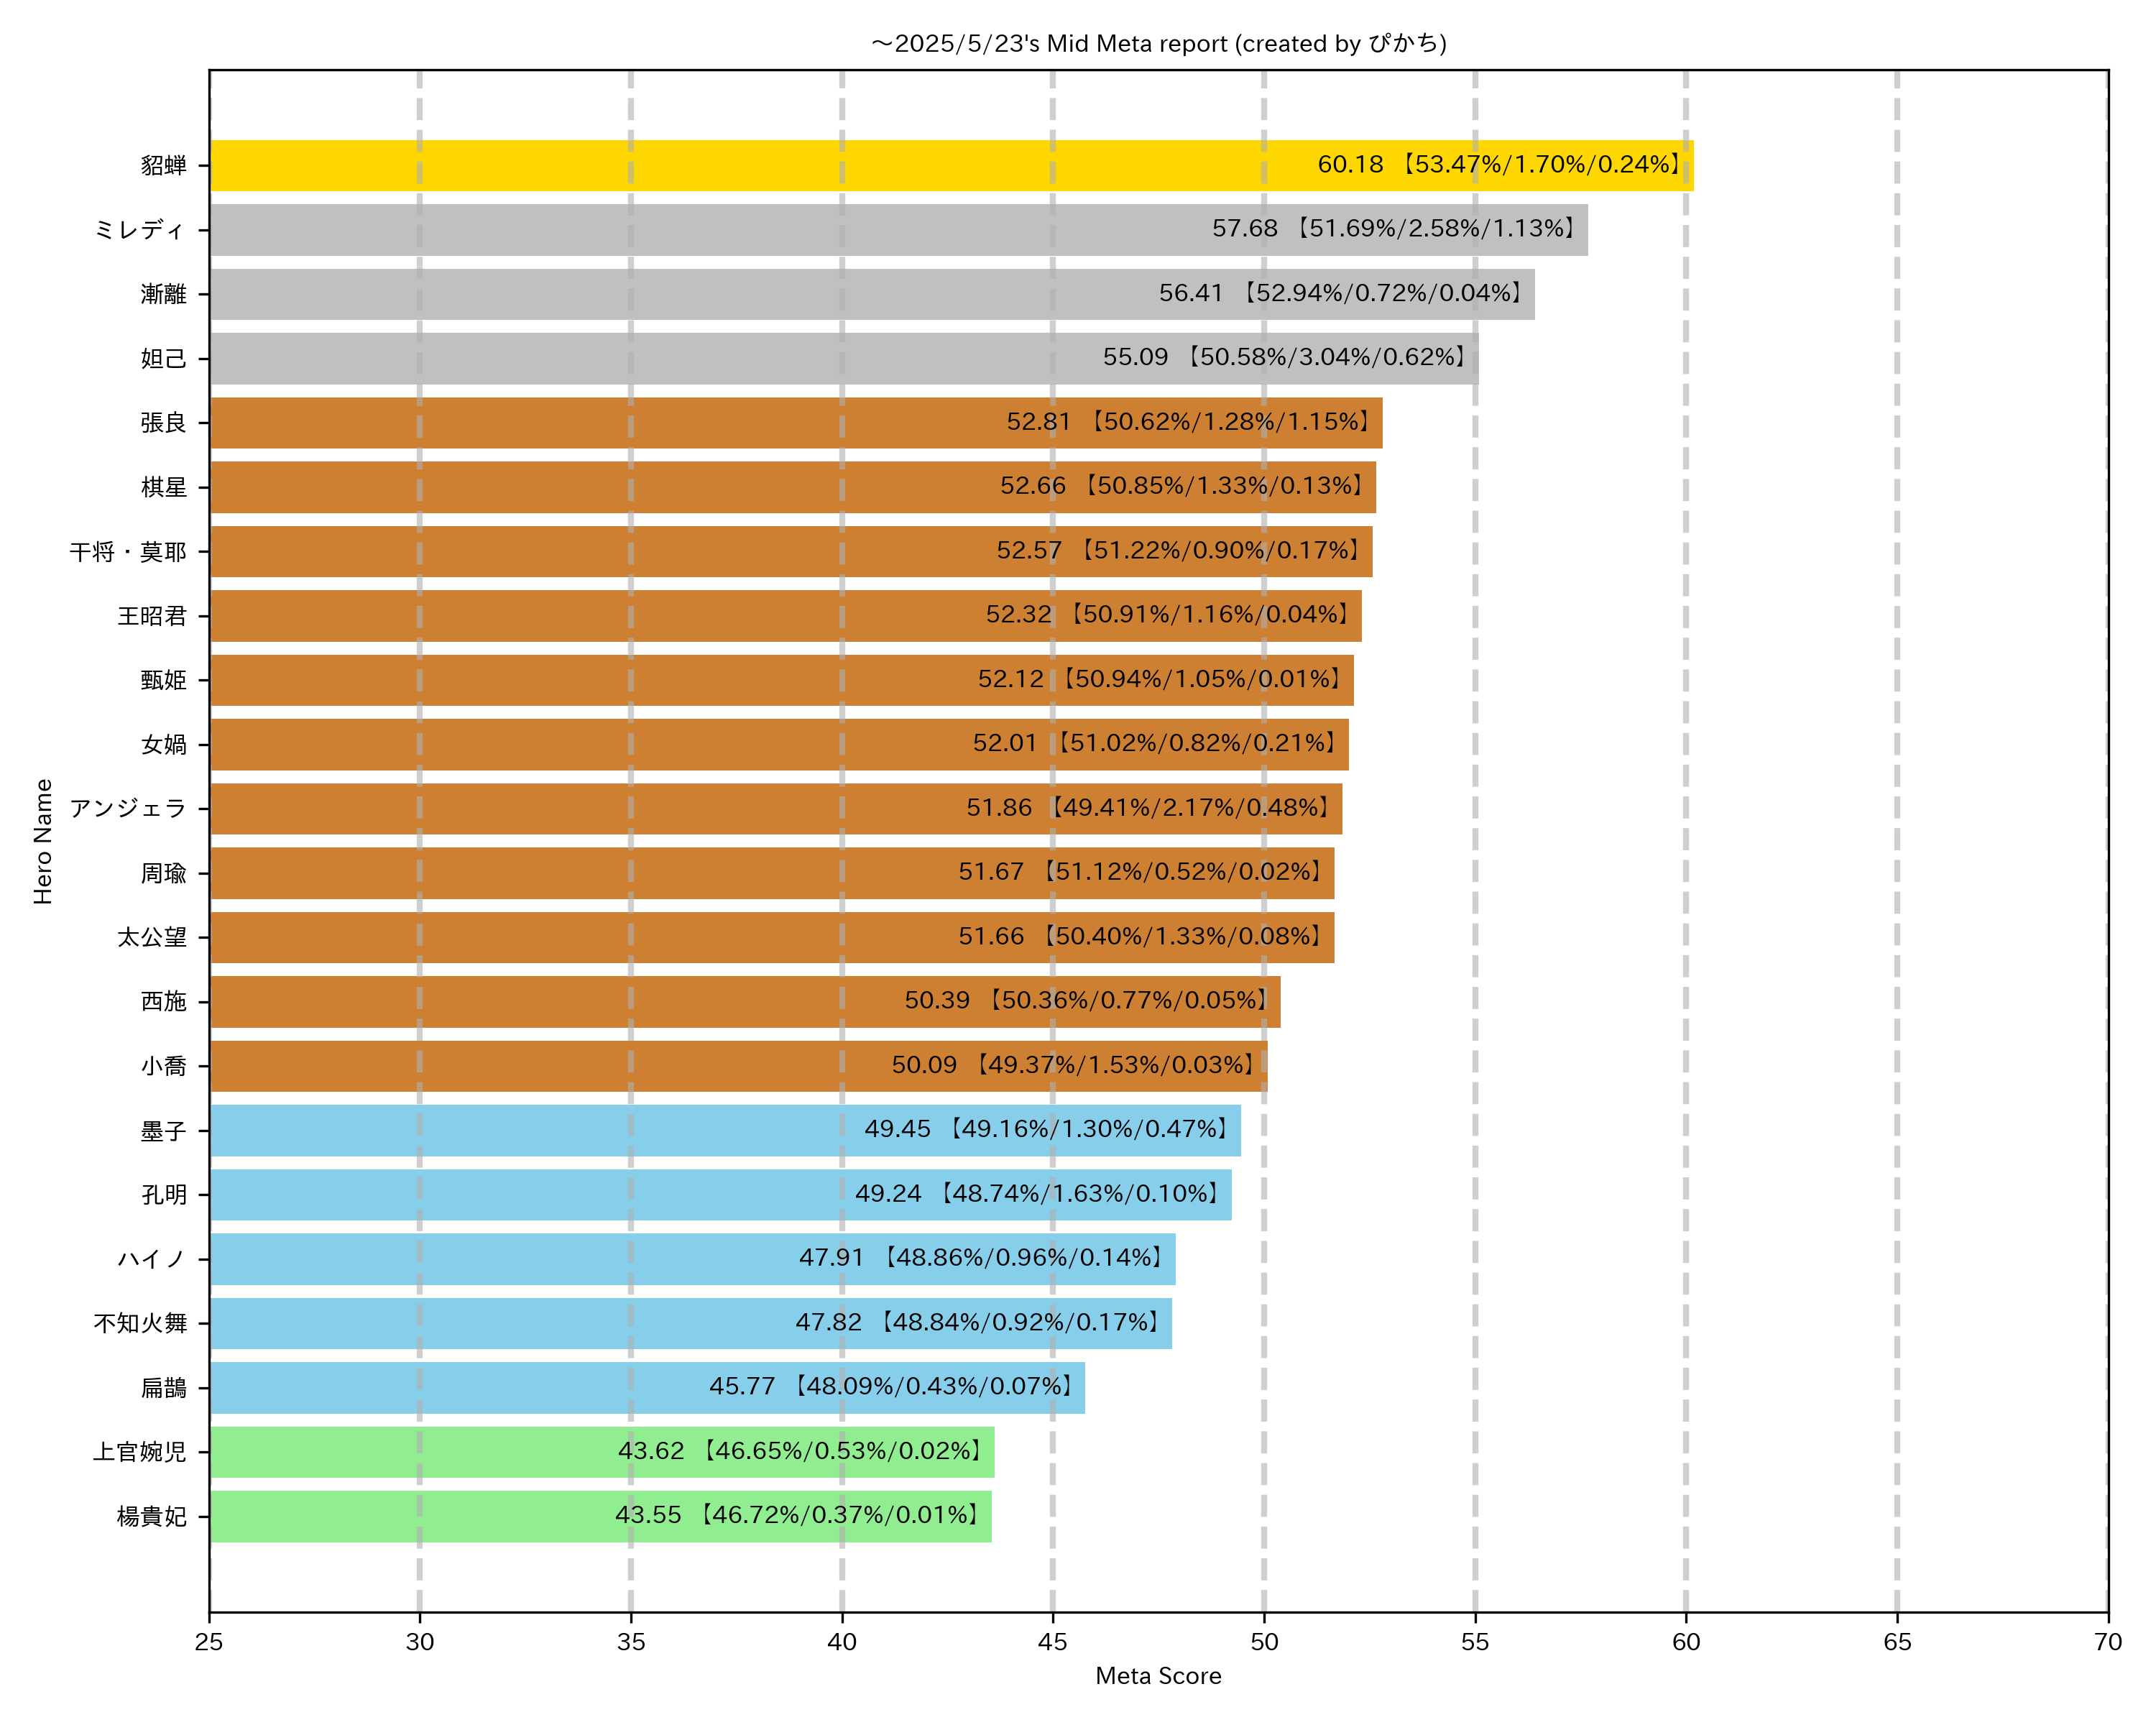 ～2025/5/23's Mid Meta report (created by ぴかち)
貂蝉 60.18 【53.47%/1.70%/0.24%】
ミレディ 57.68 【51.69%/2.58%/1.13%】
漸離 56.41 【52.94%/0.72%/0.04%】
妲己 55.09 【50.58%/3.04%/0.62%】
張良 52.81 【50.62%/1.28%/1.15%】
棋星 52.66 【50.85%/1.33%/0.13%】
干将・莫耶 52.57 【51.22%/0.90%/0.17%】
王昭君 52.32 【50.91%/1.16%/0.04%】
甄姫 52.12 【50.94%/1.05%/0.01%】
女媧 52.01 【51.02%/0.82%/0.21%】
アンジェラ 51.86 【49.41%/2.17%/0.48%】
周瑜 51.67 【51.12%/0.52%/0.02%】
太公望 51.66 【50.40%/1.33%/0.08%】
西施 50.39 【50.36%/0.77%/0.05%】
小喬 50.09 【49.37%/1.53%/0.03%】
墨子 49.45 【49.16%/1.30%/0.47%】
孔明 49.24 【48.74%/1.63%/0.10%】
ハイノ 47.91 【48.86%/0.96%/0.14%】
不知火舞 47.82 【48.84%/0.92%/0.17%】
扁鵲 45.77 【48.09%/0.43%/0.07%】
上官婉児 43.62 【46.65%/0.53%/0.02%】
楊貴妃 43.55 【46.72%/0.37%/0.01%】
Hero Name
25 30 35 40 45 50 55 60 65 70
Meta Score